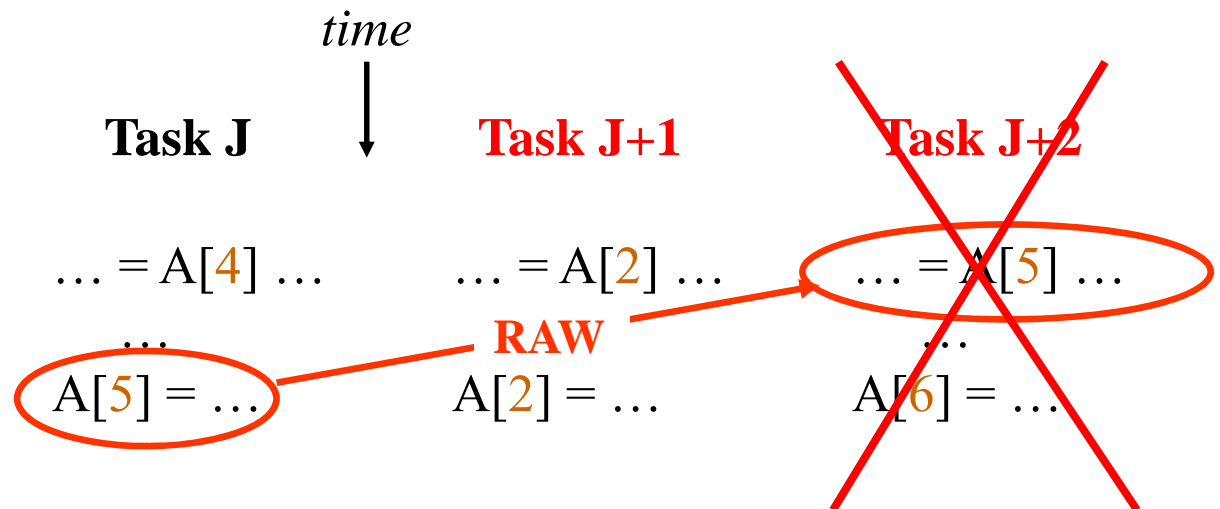 time
Task J Task J+1 Task J+2
… = A[4] … … = A[2] … … = A[5] …
… RAW …
A[5] = … A[2] = … A[6] = …